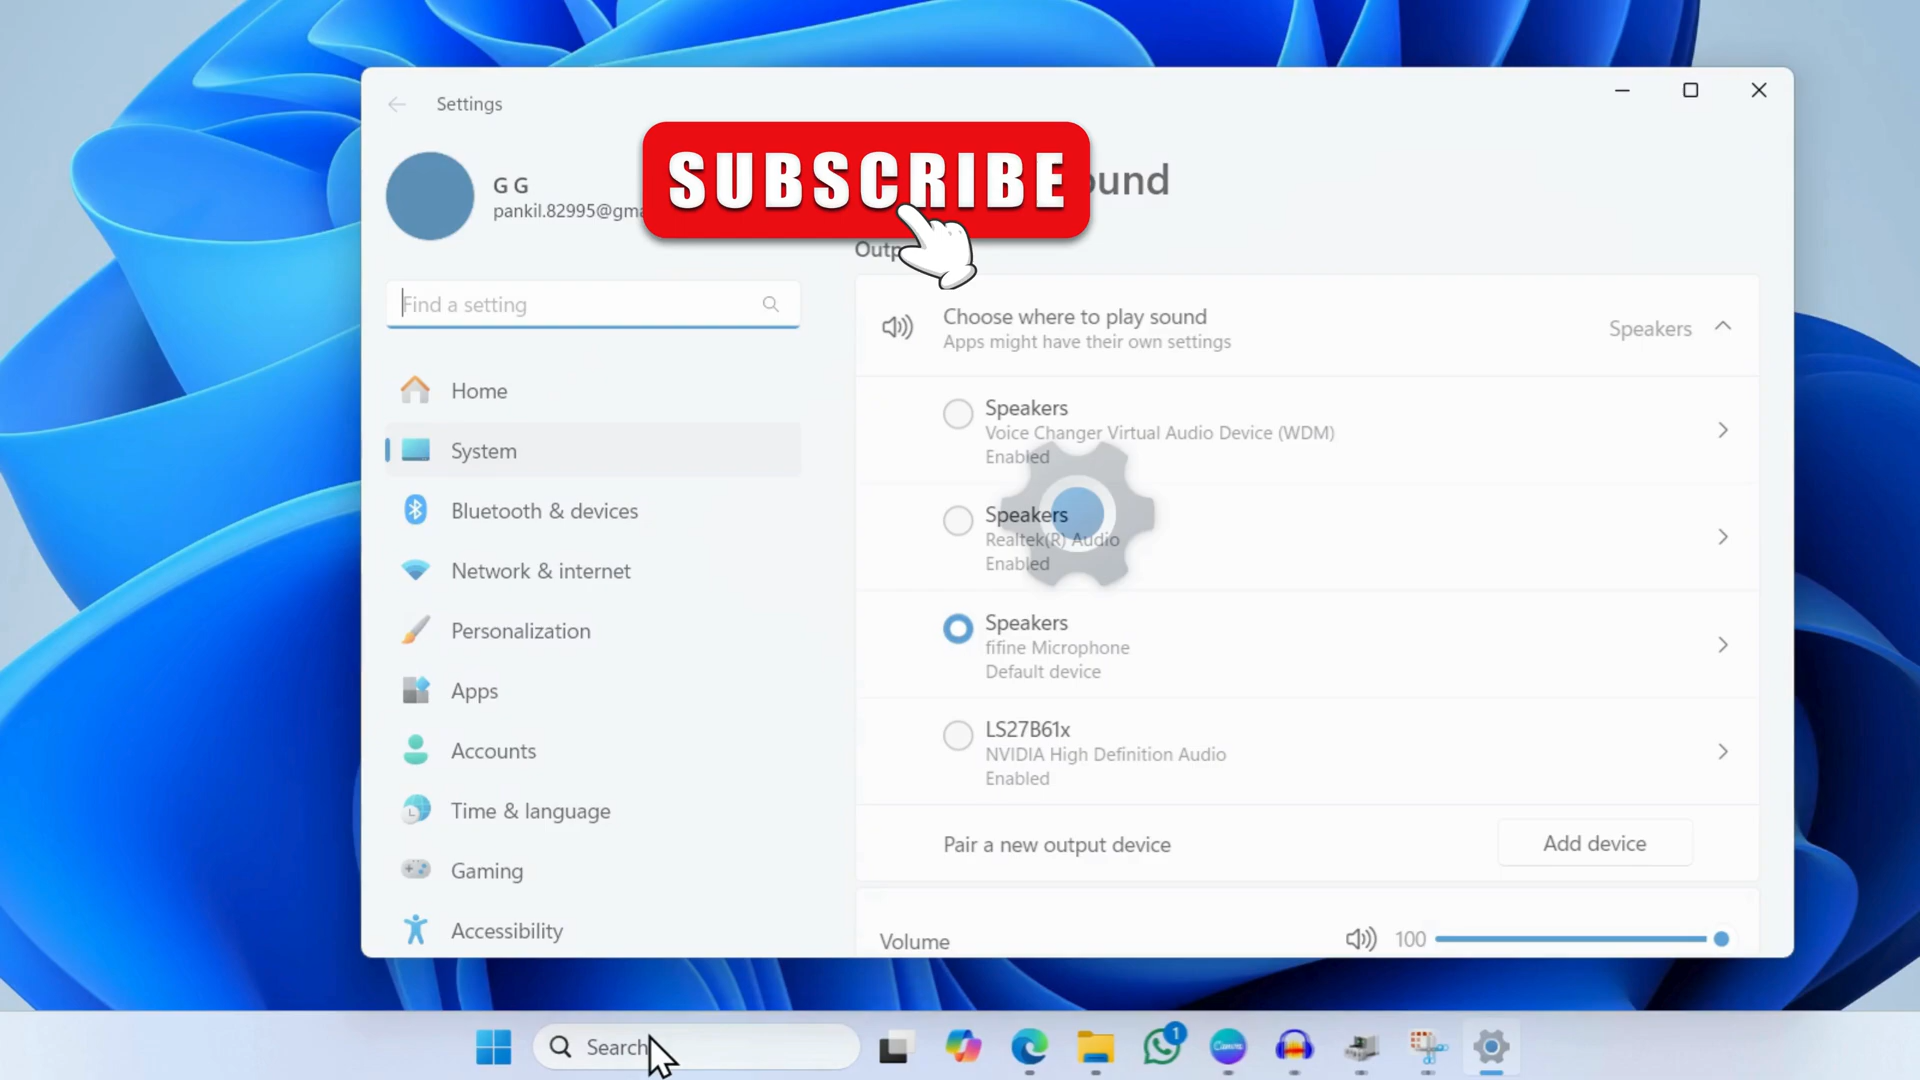 Settings
SUBSCRIBE
ound
G G
pankil.82995@gma
Outp
Find a setting
Choose where to play sound
Apps might have their own settings
Speakers
Home
System
Bluetooth & devices
Network & internet
Personalization
Apps
Accounts
Time & language
Gaming
Accessibility
Speakers
Voice Changer Virtual Audio Device (WDM)
Enabled
Speakers
Realtek(R) Audio
Enabled
Speakers
fifine Microphone
Default device
LS27B61x
NVIDIA High Definition Audio
Enabled
Pair a new output device
Add device
Volume
100
Search
1
Canva